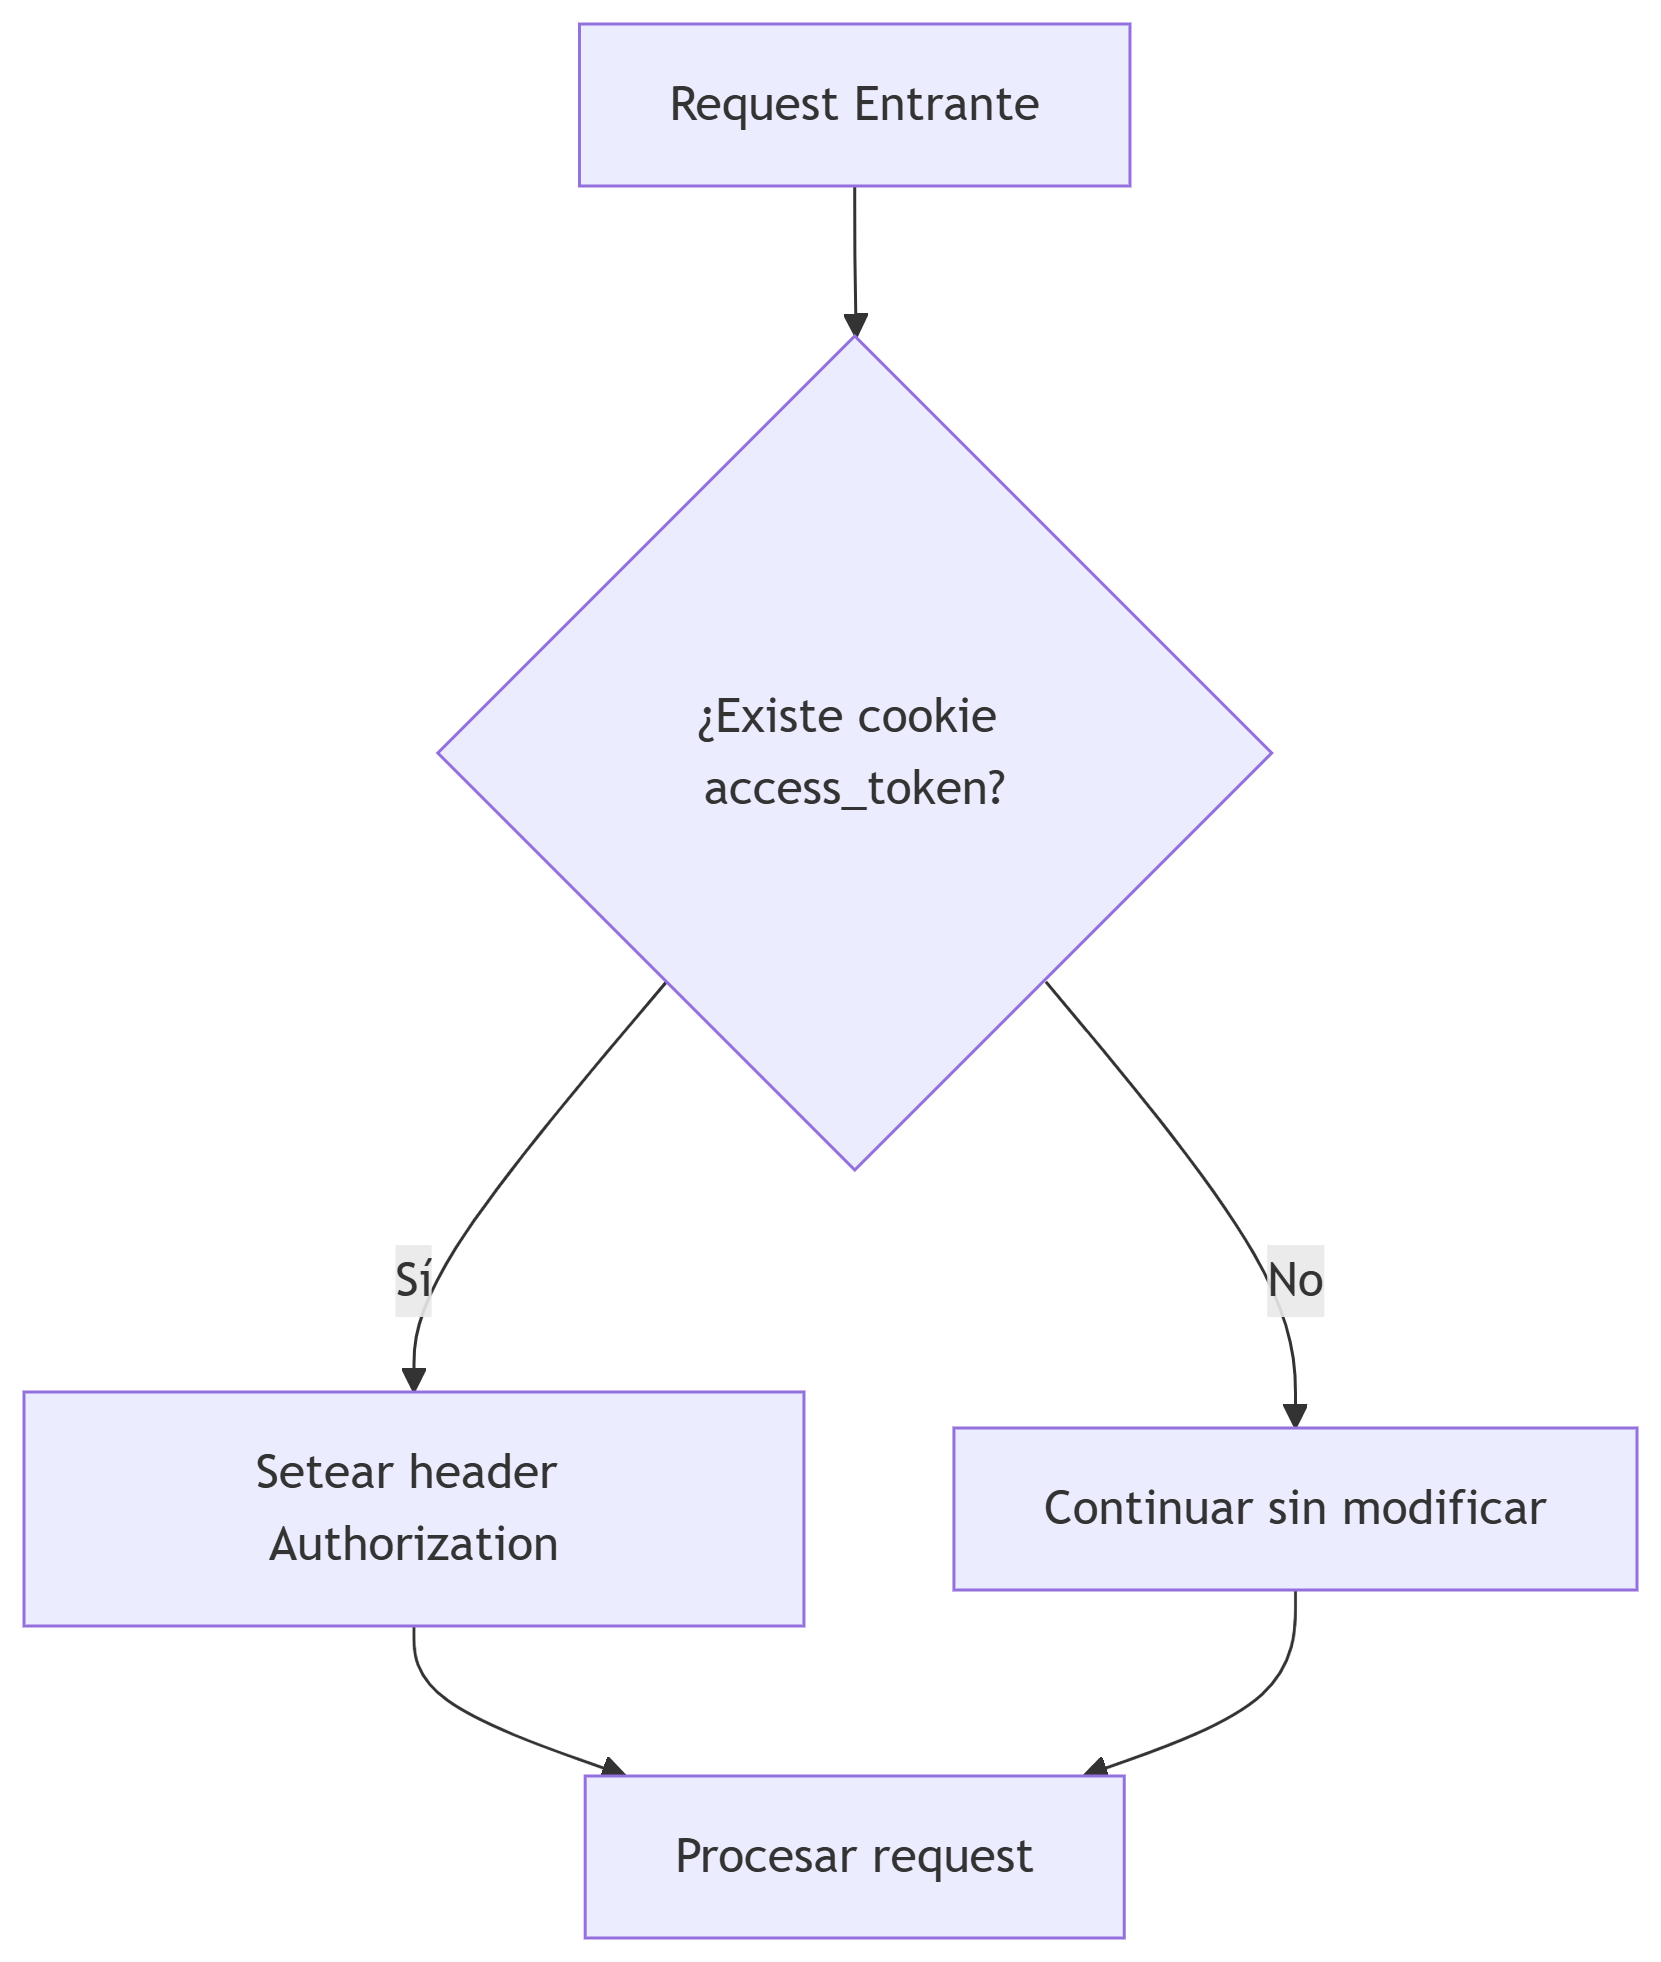 Request Entrante
¿Existe cookie
access_token?
Sí
No
Setear header
Authorization
Continuar sin modificar
Procesar request